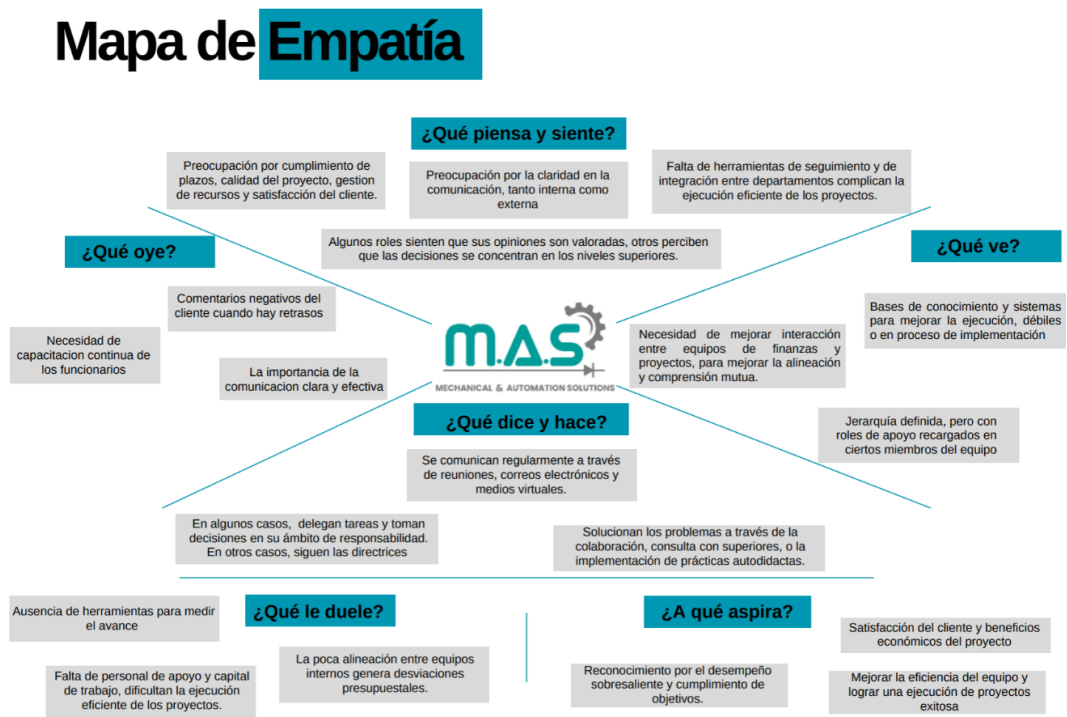 Mapa de Empatía
¿Qué piensa y siente?
Preocupación por cumplimiento de
plazos, calidad del proyecto, gestion
de recursos y satisfacción del cliente.
Preocupación por la claridad en la
comunicación, tanto interna como
externa
Falta de herramientas de seguimiento y de
integración entre departamentos complican la
ejecución eficiente de los proyectos.
Algunos roles sienten que sus opiniones son valoradas, otros perciben
que las decisiones se concentran en los niveles superiores.
¿Qué oye?
Comentarios negativos del
cliente cuando hay retrasos
Necesidad de
capacitacion continua de
los funcionarios
La importancia de la
comunicacion clara y efectiva
M.A.S
MECHANICAL & AUTOMATION SOLUTIONS
¿Qué ve?
Bases de conocimiento y sistemas
para mejorar la ejecución, débiles
o en proceso de implementación
Necesidad de mejorar interacción
entre equipos de finanzas y
proyectos, para mejorar la alineación
y comprensión mutua.
Jerarquía definida, pero con
roles de apoyo recargados en
ciertos miembros del equipo
¿Qué dice y hace?
Se comunican regularmente a través
de reuniones, correos electrónicos y
medios virtuales.
En algunos casos, delegan tareas y toman
decisiones en su ámbito de responsabilidad.
En otros casos, siguen las directrices
Solucionan los problemas a través de la
colaboración, consulta con superiores, o la
implementación de prácticas autodidactas.
¿Qué le duele?
Ausencia de herramientas para medir
el avance
Falta de personal de apoyo y capital
de trabajo, dificultan la ejecución
eficiente de los proyectos.
La poca alineación entre equipos
internos genera desviaciones
presupuestales.
¿A qué aspira?
Satisfacción del cliente y beneficios
económicos del proyecto
Reconocimiento por el desempeño
sobresaliente y cumplimiento de
objetivos.
Mejorar la eficiencia del equipo y
lograr una ejecución de proyectos
exitosa